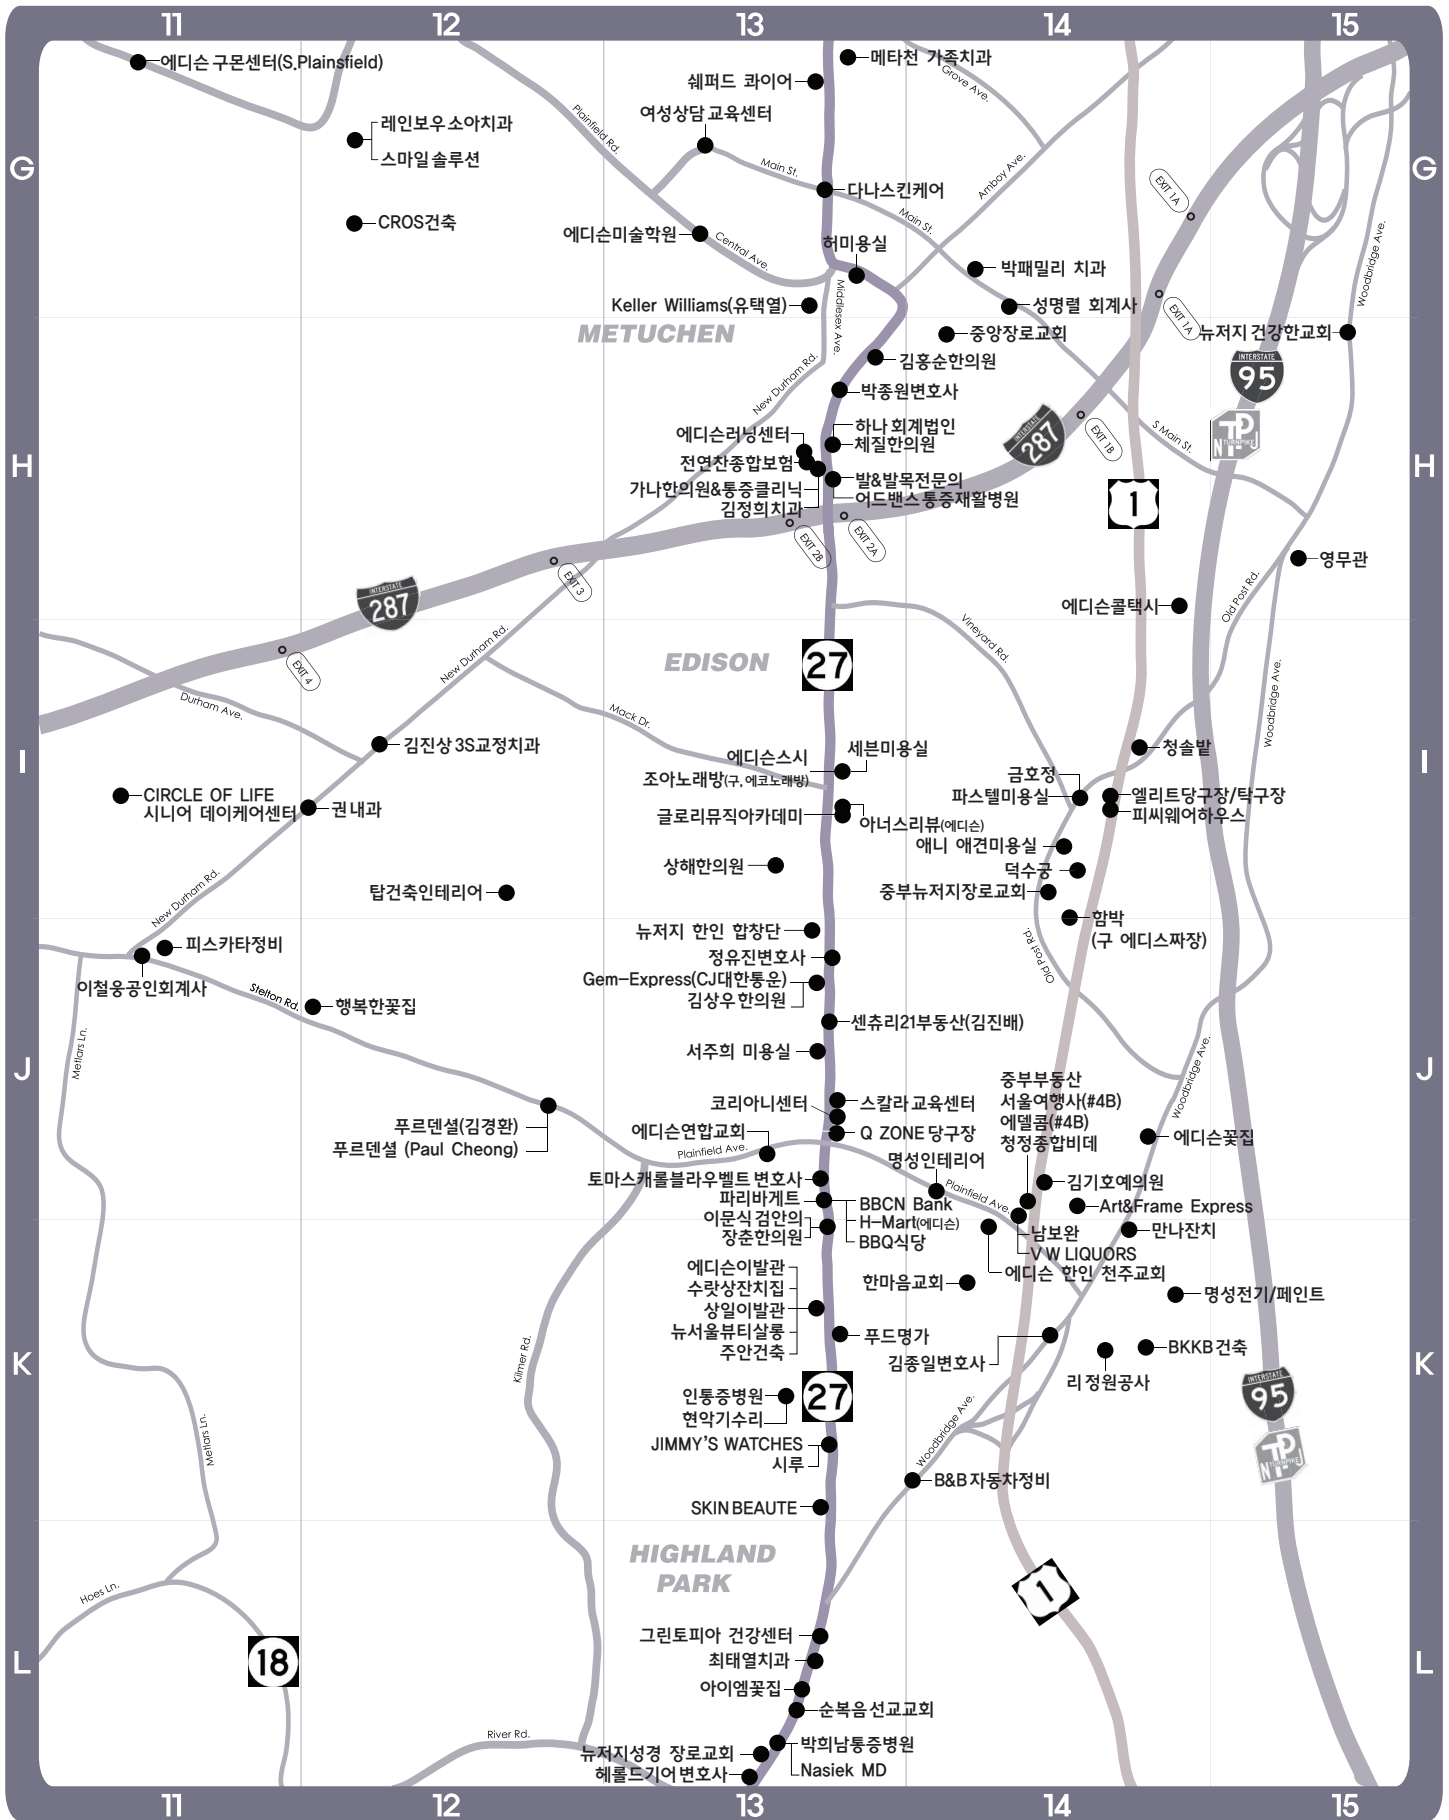 11 12 13 14 15
에디슨 구몬센터(S.Plainsfield)
메타천 가족치과
쉐퍼드 콰이어
Grove Ave.
레인보우 소아치과
스마일 솔루션
Plainfield Rd.
여성상담 교육센터
Main St.
Amboy Ave.
G
G
EXIT 1A
다나스킨케어
CROS건축
Main St.
에디슨미술학원
Central Ave.
허미용실
Woodbridge Ave.
박패밀리 치과
Keller Williams(유택열)
Middlesex Ave.
성명렬 회계사
EXIT 1A
METUCHEN
중앙장로교회
뉴저지 건강한교회
김홍순한의원
INTERSTATE
95
New Durham Rd.
박종원변호사
에디슨러닝센터
하나 회계법인
체질한의원
INTERSTATE
287
EXIT 1B
S Main St.
NJ TURNPIKE
H
H
전연찬종합보험
가나한의원&통증클리닉
김정희치과
발&발목전문의
어드밴스통증재활병원
1
EXIT 2B
EXIT 2A
EXIT 3
영무관
INTERSTATE
287
에디슨콜택시
Old Post Rd.
Vineyard Rd.
New Durham Rd.
EDISON
27
EXIT 4
Durham Ave.
Mack Dr.
Woodbridge Ave.
김진상 3S교정치과
에디슨스시
세븐미용실
청솔밭
I
I
조아노래방(구, 에코노래방)
금호정
파스텔미용실
엘리트당구장/탁구장
피씨웨어하우스
CIRCLE OF LIFE
시니어 데이케어센터
권내과
글로리뮤직아카데미
아너스리뷰(에디슨)
애니 애견미용실
상해한의원
덕수궁
탑건축인테리어
중부뉴저지장로교회
New Durham Rd.
함박
(구 에디스짜장)
뉴저지 한인 합창단
피스카타정비
정유진변호사
Old Post Rd.
이철웅공인회계사
Stelton Rd.
행복한꽃집
Gem-Express(CJ대한통운)
김상우한의원
센츄리21부동산(김진배)
Metlars Ln.
서주희 미용실
J
J
중부부동산
서울여행사(#4B)
에델콤(#4B)
청정종합비데
Woodbridge Ave.
코리아니센터
스칼라교육센터
Q ZONE당구장
푸르덴셜(김경환)
푸르덴셜 (Paul Cheong)
에디슨연합교회
Plainfield Ave.
에디슨꽃집
명성인테리어
토마스캐롤블라우벨트변호사
파리바게트
Plainfield Ave.
김기호예의원
BBCN Bank
H-Mart(에디슨)
BBQ식당
Art&Frame Express
이문식검안의
장춘한의원
남보완
V W LIQUORS
만나잔치
에디슨이발관
수랏상잔치집
상일이발관
뉴서울뷰티살롱
주안건축
한마음교회
에디슨 한인 천주교회
명성전기/페인트
푸드명가
김종일변호사
BKKB건축
Kilmer Rd.
K
K
리 정원공사
인통증병원
현악기수리
27
INTERSTATE
95
Metlars Ln.
JIMMY'S WATCHES
시루
Woodbridge Ave.
NJ TURNPIKE
B&B자동차정비
SKIN BEAUTE
HIGHLAND
PARK
Hoes Ln.
1
18
그린토피아 건강센터
L
L
최태열치과
아이엠꽃집
순복음선교교회
River Rd.
박희남통증병원
뉴저지성경 장로교회
Nasiek MD
헤롤드기어변호사
11 12 13 14 15